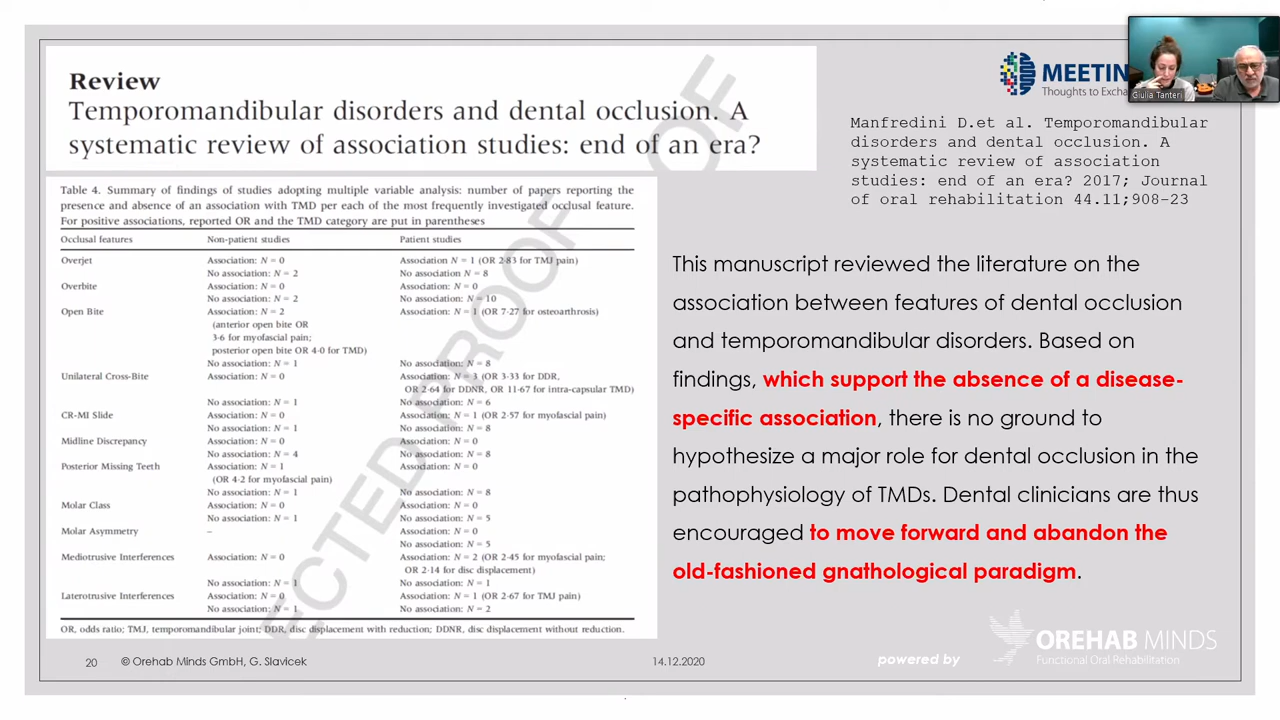 Review
Temporomandibular disorders and dental occlusion. A
systematic review of association studies: end of an era?
Table 4. Summary of findings of studies adopting multiple variable analysis: number of papers reporting the
presence and absence of an association with TMD per each of the most frequently investigated occlusal feature.
For positive associations, reported OR and the TMD category are put in parentheses
Occlusal features Non-patient studies Patient studies
Overjet Association: N = 0 Association N = 1 (OR 2·83 for TMJ pain)
No association: N = 2 No association N = 8
Overbite Association: N = 0 Association: N = 0
No association: N = 2 No association: N = 10
Open Bite Association: N = 2 Association: N = 1 (OR 7·27 for osteoarthrosis)
(anterior open bite OR
3·6 for myofascial pain;
posterior open bite OR 4·0 for TMD)
No association: N = 1 No association: N = 8
Unilateral Cross-Bite Association: N = 0 Association: N = 3 (OR 3·33 for DDR,
OR 2·64 for DDNR, OR 11·67 for intra-capsular TMD)
No association: N = 1 No association: N = 6
CR-MI Slide Association: N = 0 Association: N = 1 (OR 2·57 for myofascial pain)
No association: N = 1 No association: N = 8
Midline Discrepancy Association: N = 0 Association: N = 0
No association: N = 4 No association: N = 8
Posterior Missing Teeth Association: N = 1 Association: N = 0
(OR 4·2 for myofascial pain)
No association: N = 1 No association: N = 8
Molar Class Association: N = 0 Association: N = 0
No association: N = 1 No association: N = 5
Molar Asymmetry – Association: N = 0
No association: N = 5
Mediotrusive Interferences Association: N = 0 Association: N = 2 (OR 2·45 for myofascial pain;
OR 2·14 for disc displacement)
No association: N = 1 No association: N = 1
Laterotrusive Interferences Association: N = 0 Association: N = 1 (OR 2·67 for TMJ pain)
No association: N = 1 No association: N = 2
OR, odds ratio; TMJ, temporomandibular joint; DDR, disc displacement with reduction; DDNR, disc displacement without reduction.
ECTED PROOF OF
MEETIN
Thoughts to Excha
Giulia Tanteri
Manfredini D.et al. Temporomandibular
disorders and dental occlusion. A
systematic review of association
studies: end of an era? 2017; Journal
of oral rehabilitation 44.11;908-23
This manuscript reviewed the literature on the
association between features of dental occlusion
and temporomandibular disorders. Based on
findings, which support the absence of a disease-
specific association, there is no ground to
hypothesize a major role for dental occlusion in the
pathophysiology of TMDs. Dental clinicians are thus
encouraged to move forward and abandon the
old-fashioned gnathological paradigm.
20 © Orehab Minds GmbH, G. Slavicek 14.12.2020 powered by
OREHAB MINDS
Functional Oral Rehabilitation